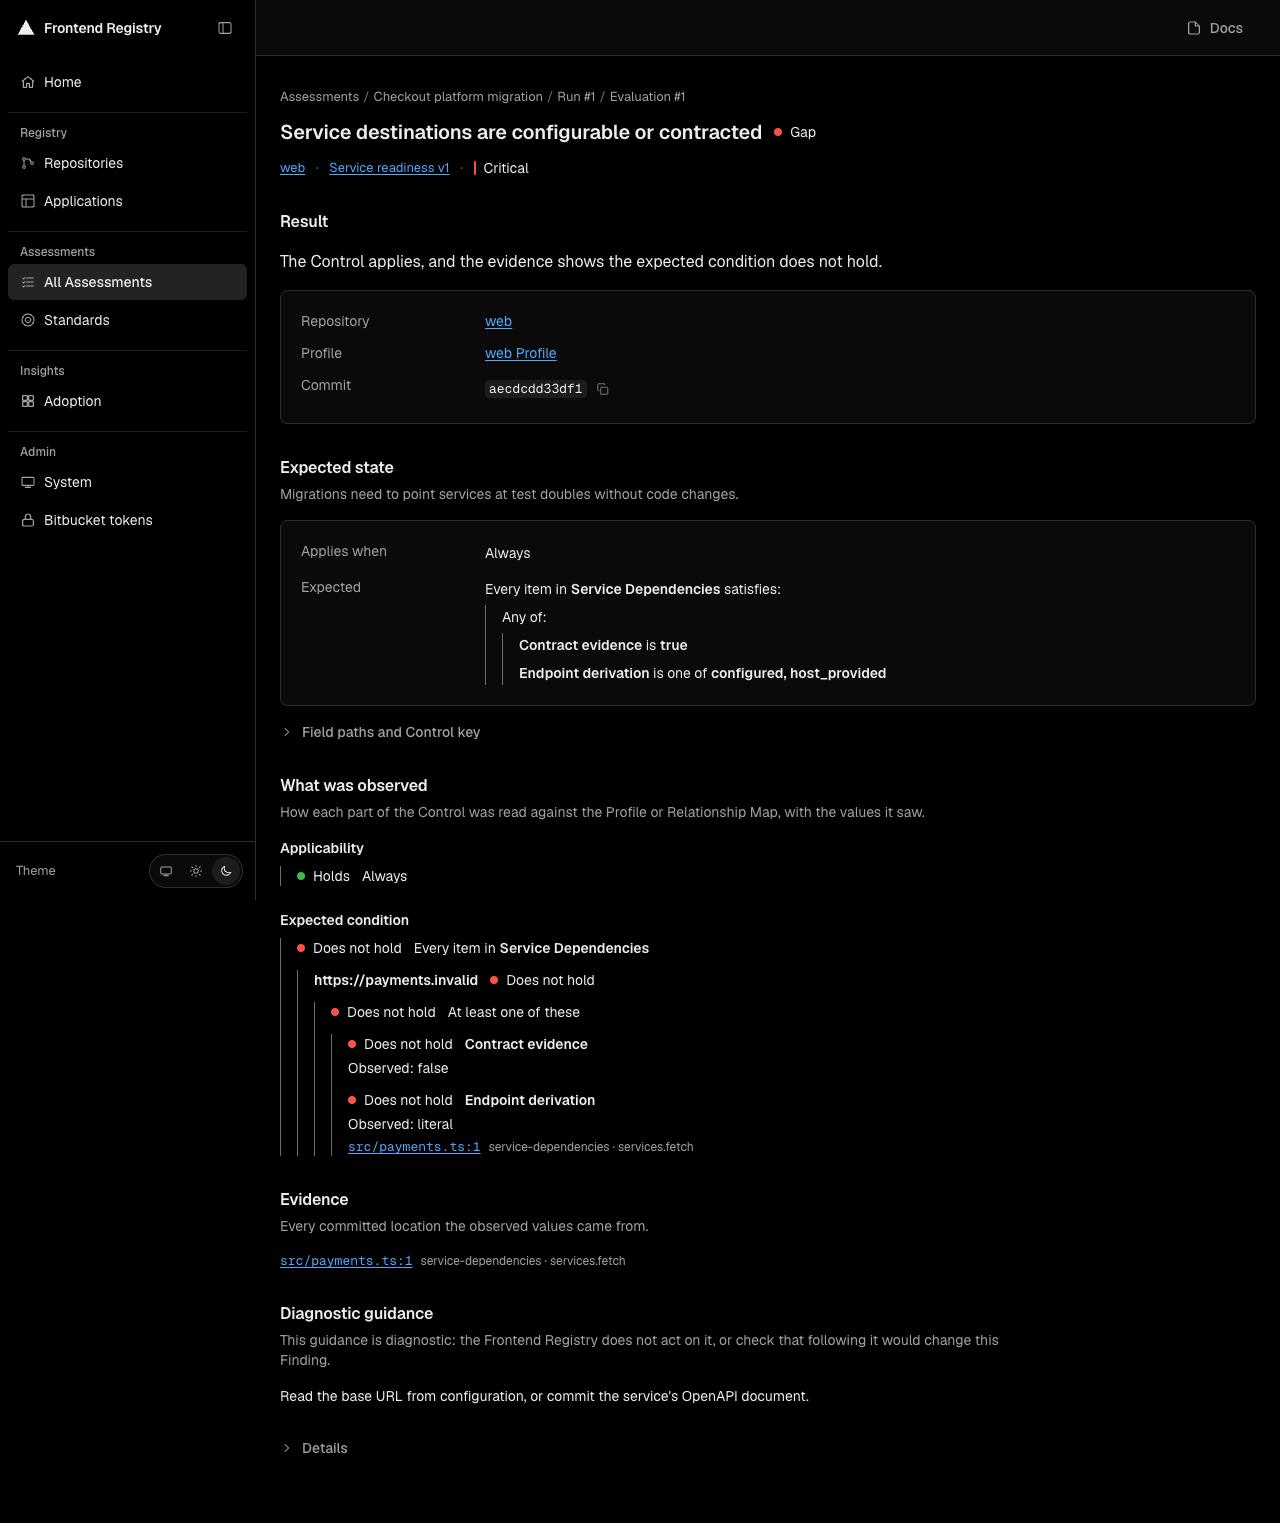 Frontend Registry
Docs
Home
Registry
Repositories
Applications
Assessments
All Assessments
Standards
Insights
Adoption
Admin
System
Bitbucket tokens
Theme
Assessments / Checkout platform migration / Run #1 / Evaluation #1
Service destinations are configurable or contracted Gap
web · Service readiness v1 · Critical
Result
The Control applies, and the evidence shows the expected condition does not hold.
Repository web
Profile web Profile
Commit aecdcdd33df1
Expected state
Migrations need to point services at test doubles without code changes.
Applies when Always
Expected Every item in Service Dependencies satisfies:
Any of:
Contract evidence is true
Endpoint derivation is one of configured, host_provided
Field paths and Control key
What was observed
How each part of the Control was read against the Profile or Relationship Map, with the values it saw.
Applicability
Holds Always
Expected condition
Does not hold Every item in Service Dependencies
https://payments.invalid Does not hold
Does not hold At least one of these
Does not hold Contract evidence
Observed: false
Does not hold Endpoint derivation
Observed: literal
src/payments.ts:1 service-dependencies · services.fetch
Evidence
Every committed location the observed values came from.
src/payments.ts:1 service-dependencies · services.fetch
Diagnostic guidance
This guidance is diagnostic: the Frontend Registry does not act on it, or check that following it would change this
Finding.
Read the base URL from configuration, or commit the service's OpenAPI document.
Details